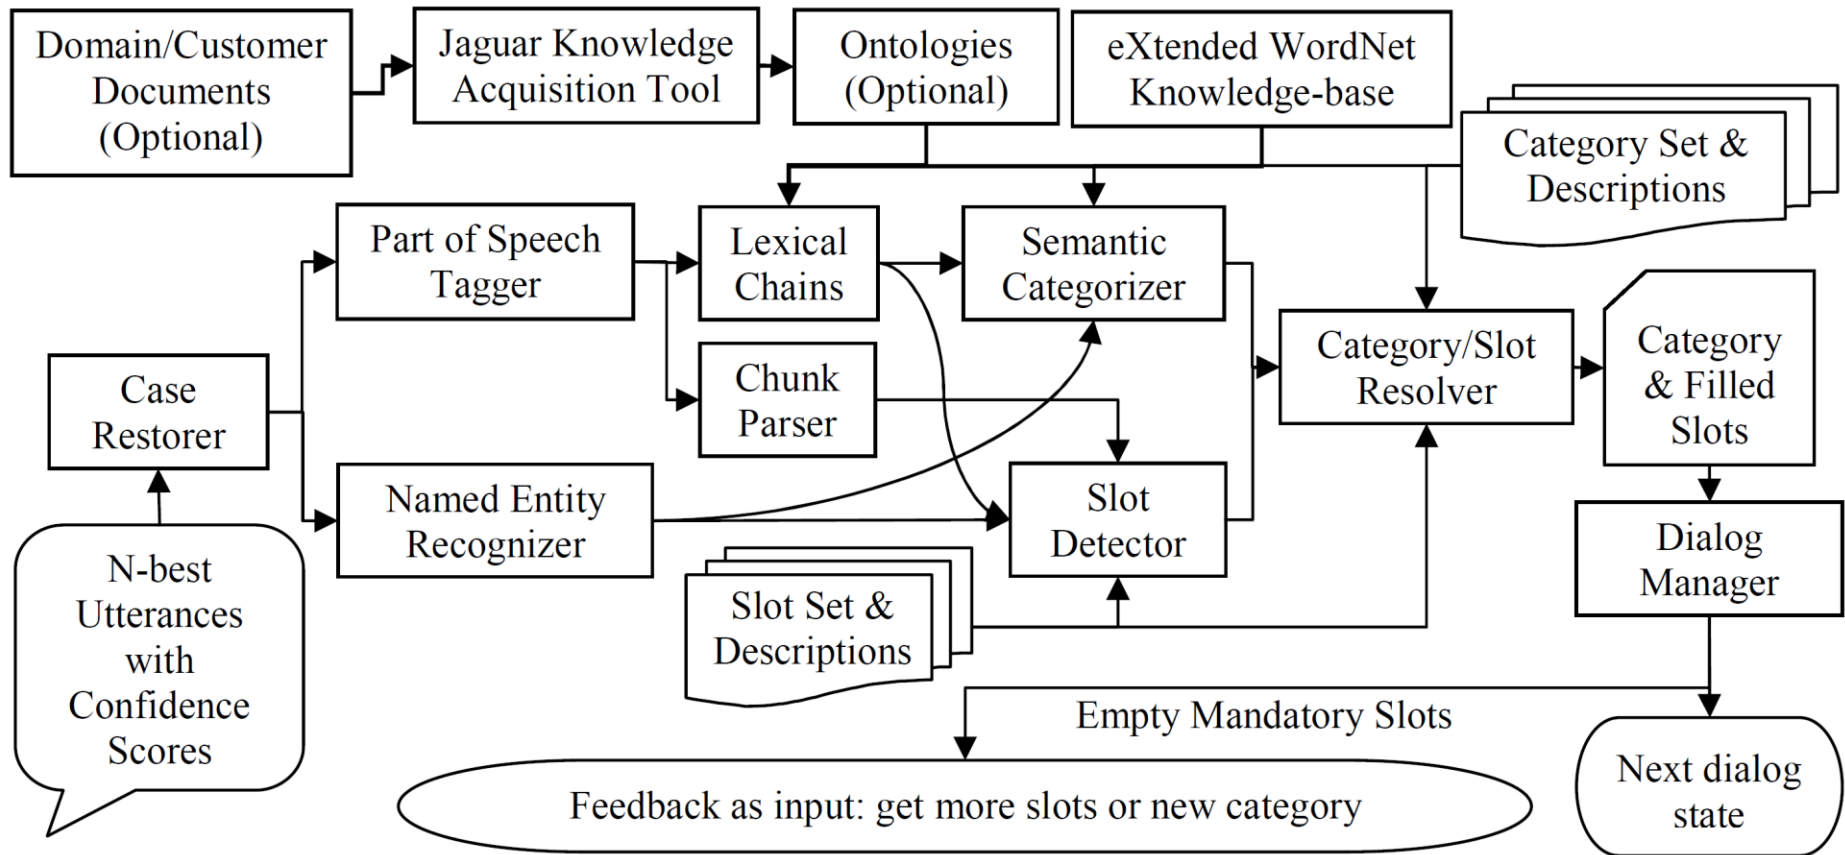 Domain/Customer
Documents
(Optional)
Jaguar Knowledge
Acquisition Tool
Ontologies
(Optional)
eXtended WordNet
Knowledge-base
Category Set &
Descriptions
Part of Speech
Tagger
Lexical
Chains
Semantic
Categorizer
Case
Restorer
Chunk
Parser
Category/Slot
Resolver
Category
& Filled
Slots
Named Entity
Recognizer
Slot
Detector
Dialog
Manager
N-best
Utterances
with
Confidence
Scores
Slot Set &
Descriptions
Empty Mandatory Slots
Feedback as input: get more slots or new category
Next dialog
state